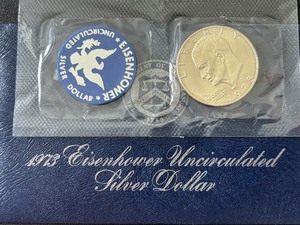 EISENHOWER
UNCIRCULATED
SILVER
DOLLAR
LIBERTY
1973 Eisenhower Uncirculated
Silver Dollar